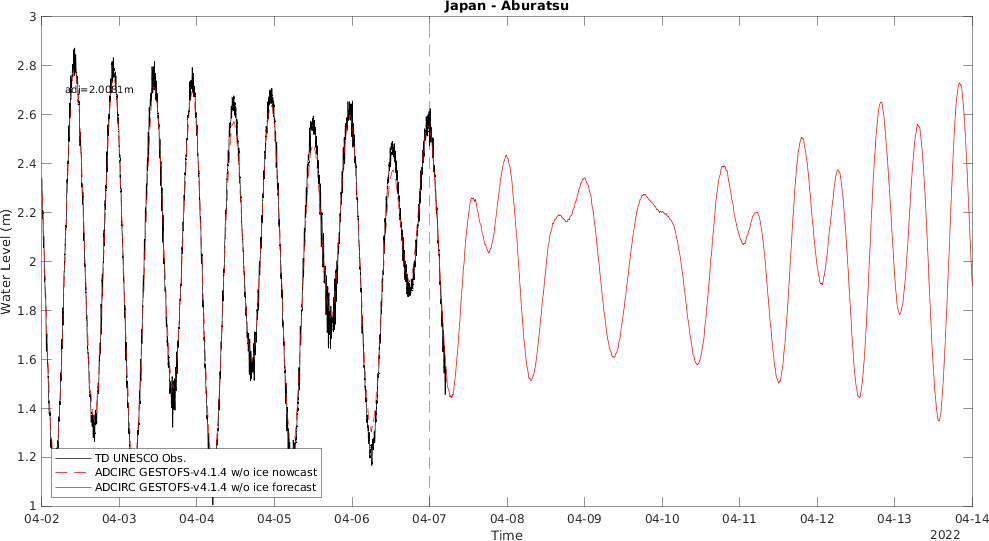 Japan - Aburatsu
3
2.8
2.6
2.4
2.2
2
1.8
1.6
1.4
1.2
1
Water Level (m)
adj=2.0081m
TD UNESCO Obs.
ADCIRC GESTOFS-v4.1.4 w/o ice nowcast
ADCIRC GESTOFS-v4.1.4 w/o ice forecast
04-02 04-03 04-04 04-05 04-06 04-07 04-08 04-09 04-10 04-11 04-12 04-13 04-14
Time
2022